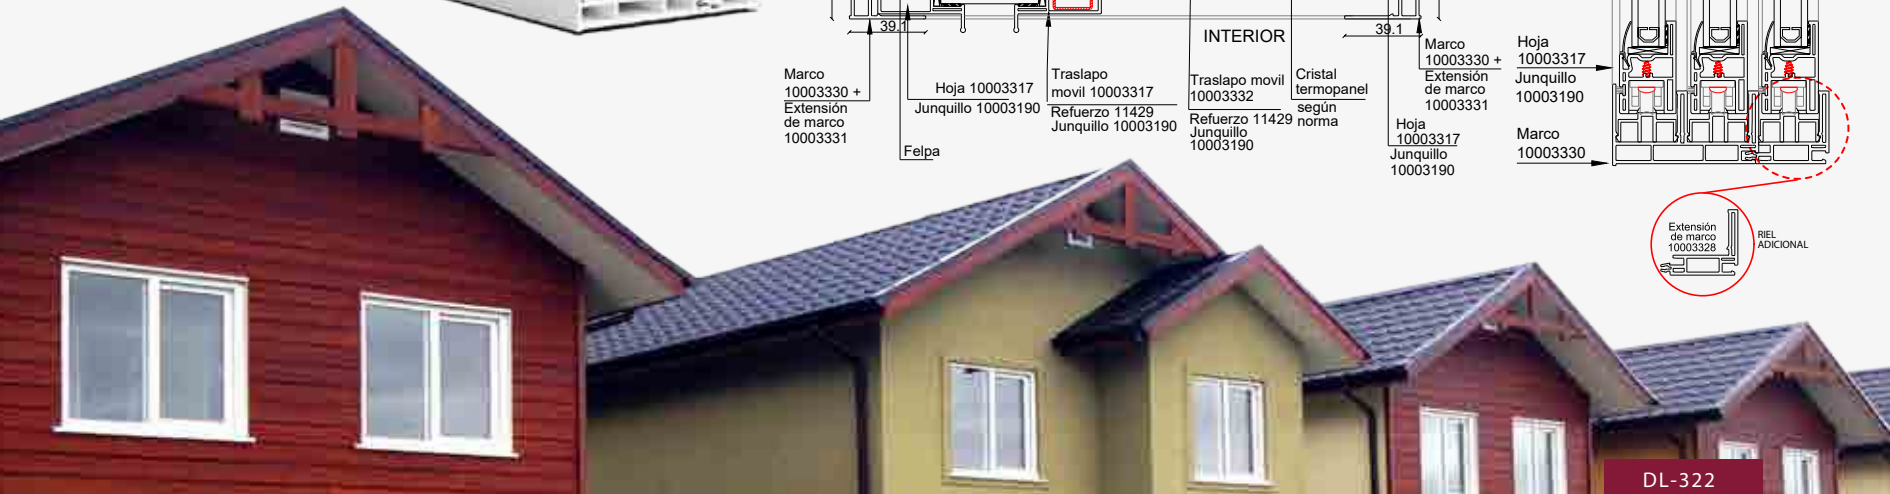 39.1
INTERIOR
39.1
Marco
10003330 +
Extensión
de marco
10003331
Hoja 10003317
Junquillo 10003190
Felpa
Traslapo
movil 10003317
Refuerzo 11429
Junquillo 10003190
Traslapo movil
10003332
Refuerzo 11429
Junquillo
10003190
Cristal
termopanel
según
norma
Marco
10003330 +
Extensión
de marco
10003331
Hoja
10003317
Junquillo
10003190
Hoja
10003317
Junquillo
10003190
Marco
10003330
Extensión
de marco
10003328
RIEL
ADICIONAL
DL-322